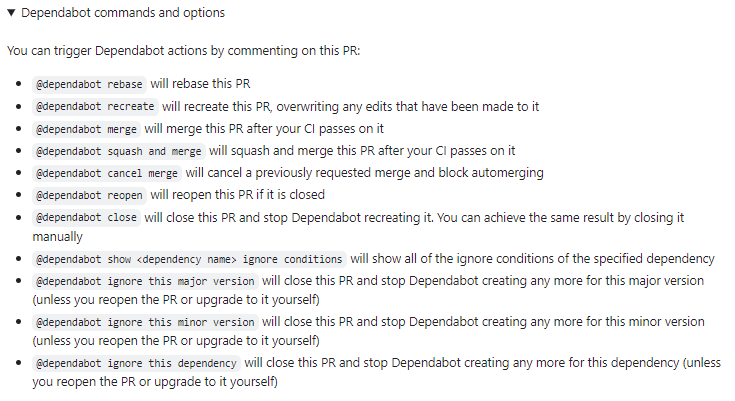 Dependabot commands and options
You can trigger Dependabot actions by commenting on this PR:
@dependabot rebase will rebase this PR
@dependabot recreate will recreate this PR, overwriting any edits that have been made to it
@dependabot merge will merge this PR after your CI passes on it
@dependabot squash and merge will squash and merge this PR after your CI passes on it
@dependabot cancel merge will cancel a previously requested merge and block automerging
@dependabot reopen will reopen this PR if it is closed
@dependabot close will close this PR and stop Dependabot recreating it. You can achieve the same result by closing it
manually
@dependabot show <dependency name> ignore conditions will show all of the ignore conditions of the specified dependency
@dependabot ignore this major version will close this PR and stop Dependabot creating any more for this major version
(unless you reopen the PR or upgrade to it yourself)
@dependabot ignore this minor version will close this PR and stop Dependabot creating any more for this minor version
(unless you reopen the PR or upgrade to it yourself)
@dependabot ignore this dependency will close this PR and stop Dependabot creating any more for this dependency (unless
you reopen the PR or upgrade to it yourself)